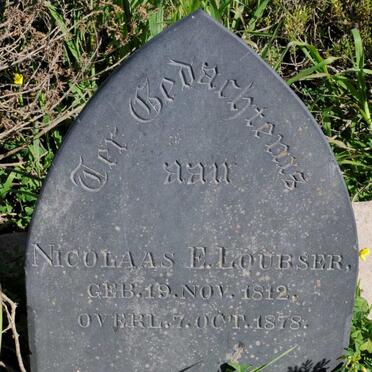 Ter Gedachtenis
aan
NICOLAAS E. LOUBSER,
GEB. 19. NOV. 1812.
OVERL. 7. OCT. 1878.